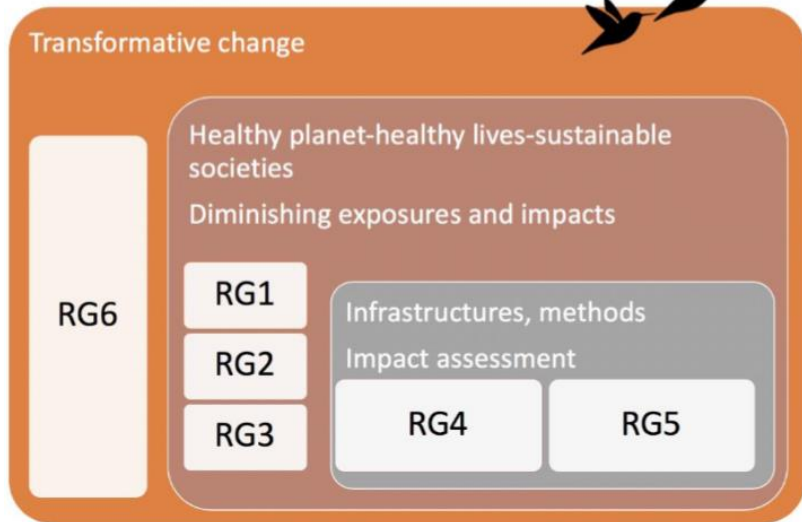 Transformative change
Healthy planet-healthy lives-sustainable
societies
Diminishing exposures and impacts
RG6
RG1
RG2
RG3
Infrastructures, methods
Impact assessment
RG4
RG5